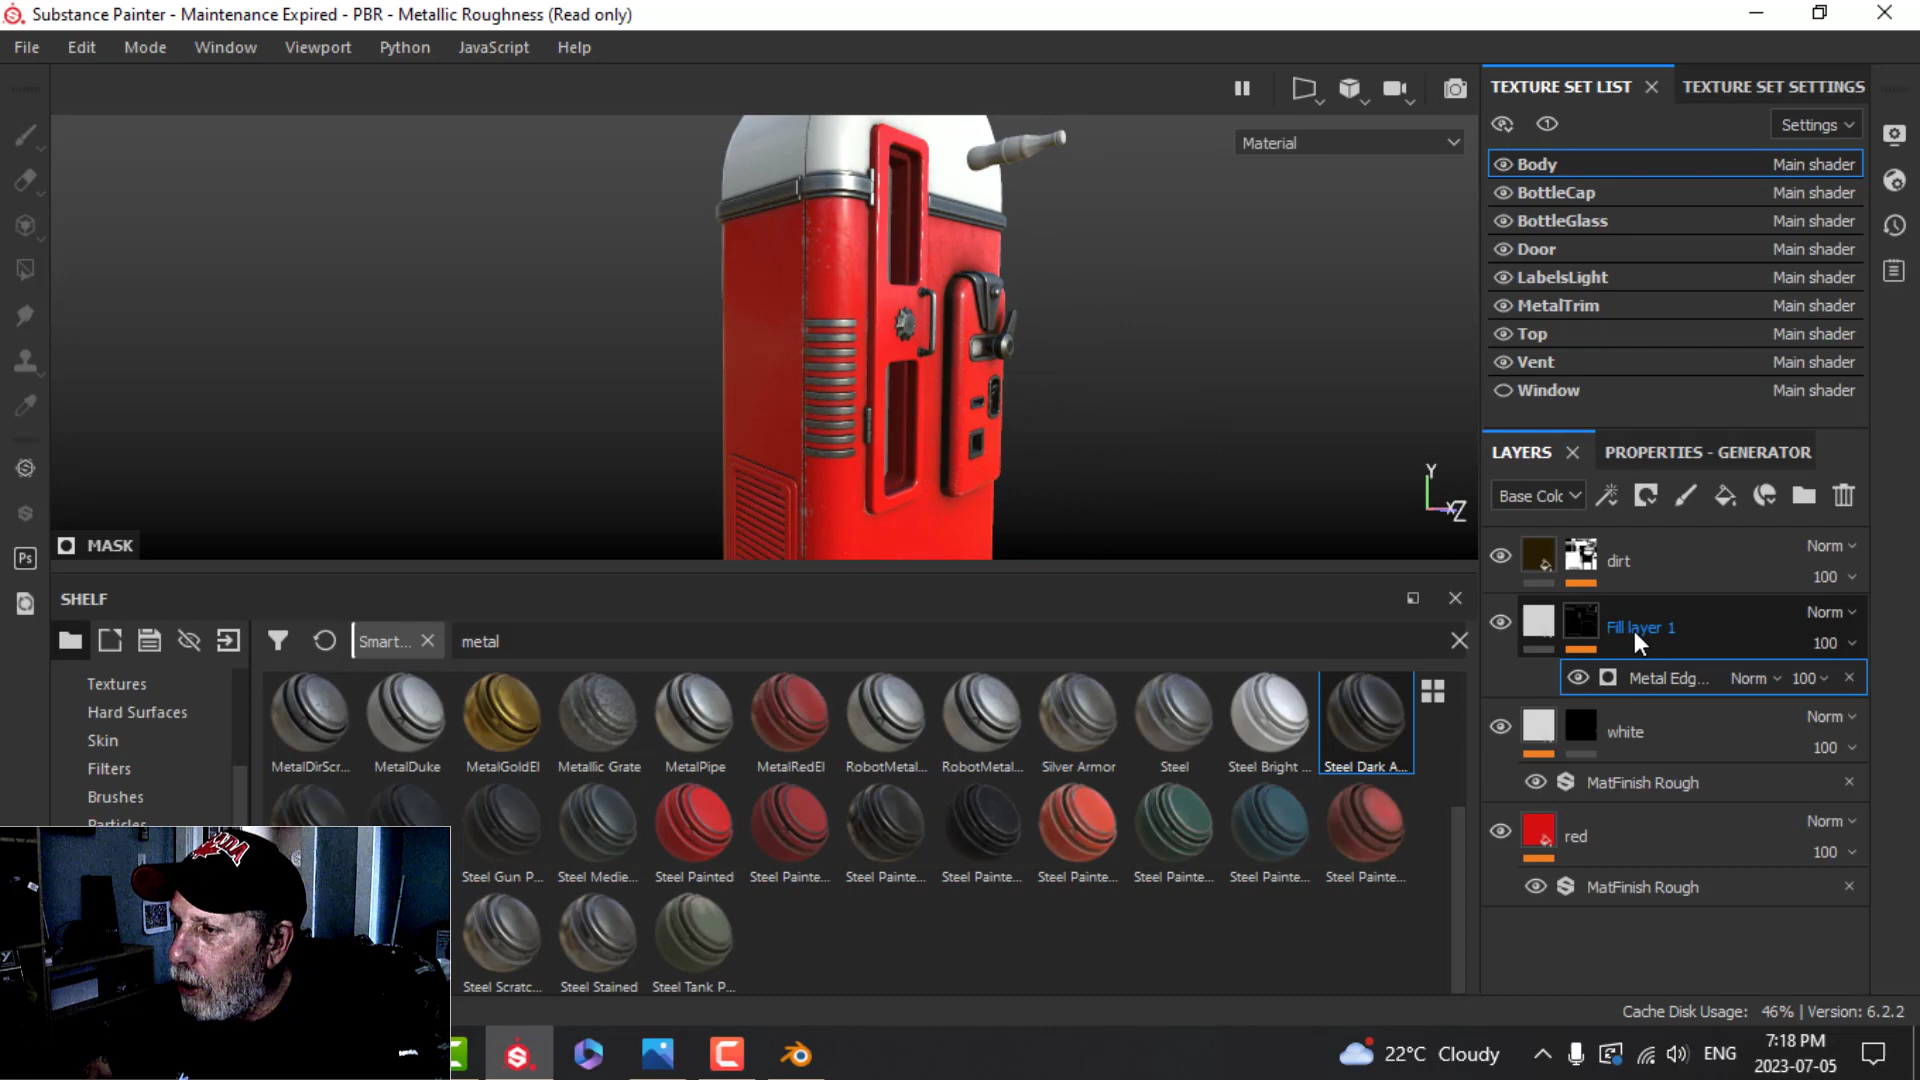 Substance Painter - Maintenance Expired - PBR - Metallic Roughness (Read only)
File Edit Mode Window Viewport Python JavaScript Help
TEXTURE SET LIST TEXTURE SET SETTINGS
Settings
Material
Body Main shader
BottleCap Main shader
BottleGlass Main shader
Door Main shader
LabelsLight Main shader
MetalTrim Main shader
Top Main shader
Vent Main shader
Window Main shader
Y
Z
MASK
LAYERS PROPERTIES - GENERATOR
Base Colc
Norm
dirt
100
Norm
Fill layer 1
100
Metal Edg... Norm 100
Norm
white
100
MatFinish Rough
Norm
red
100
MatFinish Rough
SHELF
Smart... metal
Textures
Hard Surfaces
Skin
Filters
Brushes
Particles
MetalDirScr... MetalDuke MetalGoldEl Metallic Grate MetalPipe MetalRedEl RobotMetal... RobotMetal... Silver Armor Steel Steel Bright ... Steel Dark A...
Steel Gun P... Steel Medie... Steel Painted Steel Painte... Steel Painte... Steel Painte... Steel Painte... Steel Painte... Steel Painte... Steel Painte...
Steel Scratc... Steel Stained Steel Tank P...
Cache Disk Usage: 46% | Version: 6.2.2
Ps
22°C Cloudy
ENG
7:18 PM
2023-07-05